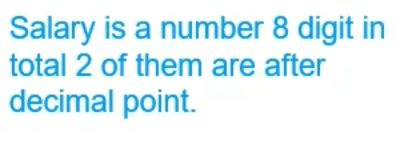 Salary is a number 8 digit in
total 2 of them are after
decimal point.